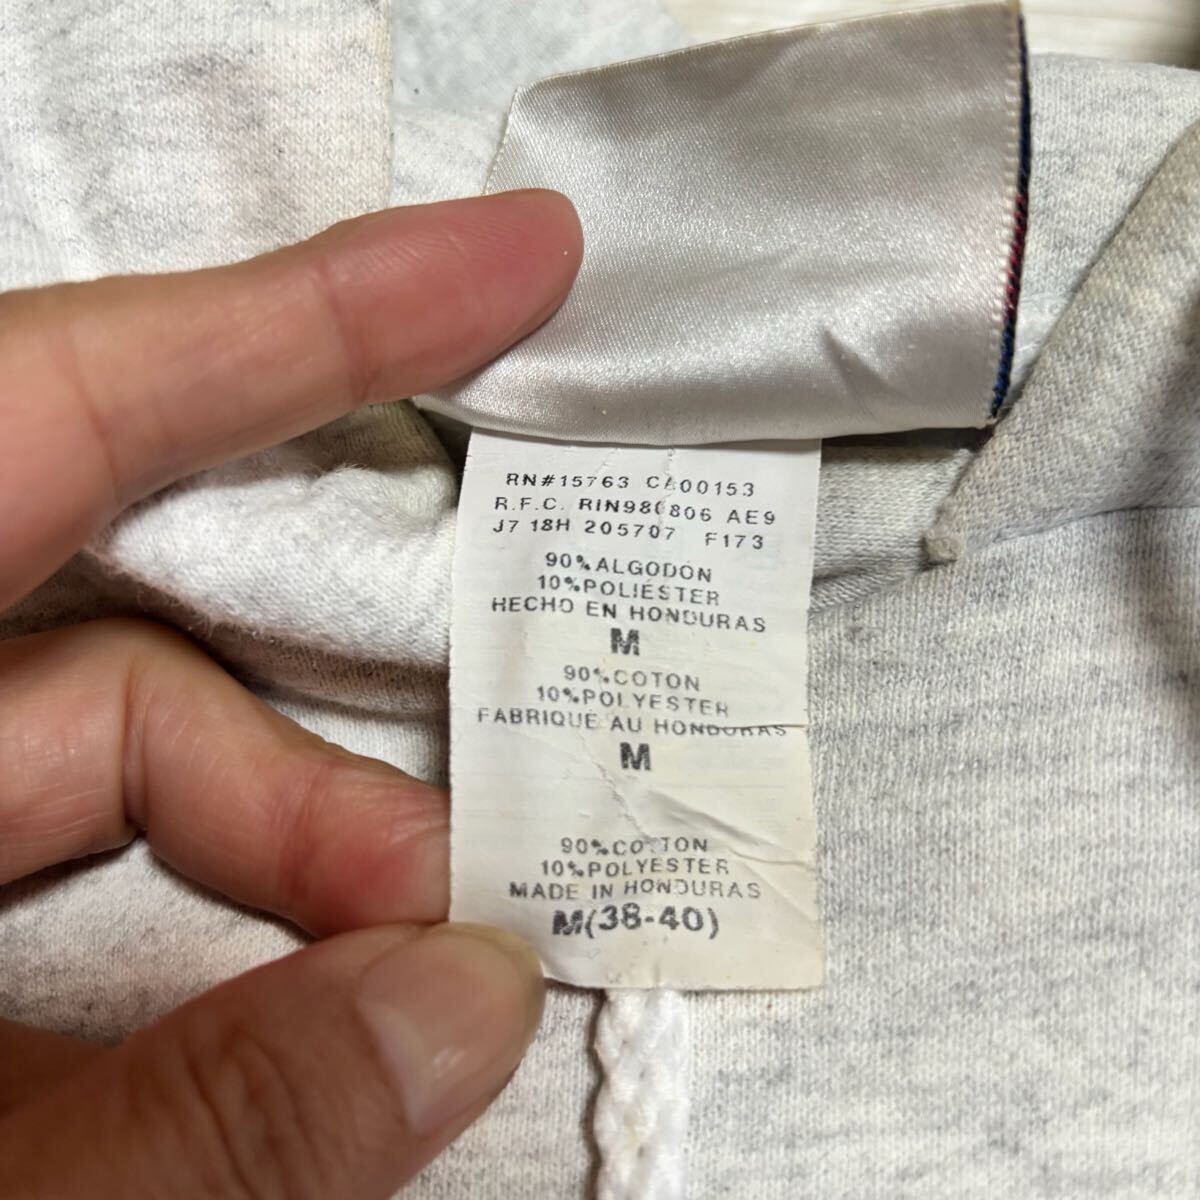 RN#15763 CA00153
R.F.C. RIN980806 AE9
J7 18H 205707 F173
90%ALGODÓN
10%POLIÉSTER
HECHO EN HONDURAS
M
90%COTON
10%POLYESTER
FABRIQUÉ AU HONDURAS
M
90%COTTON
10%POLYESTER
MADE IN HONDURAS
M(38-40)